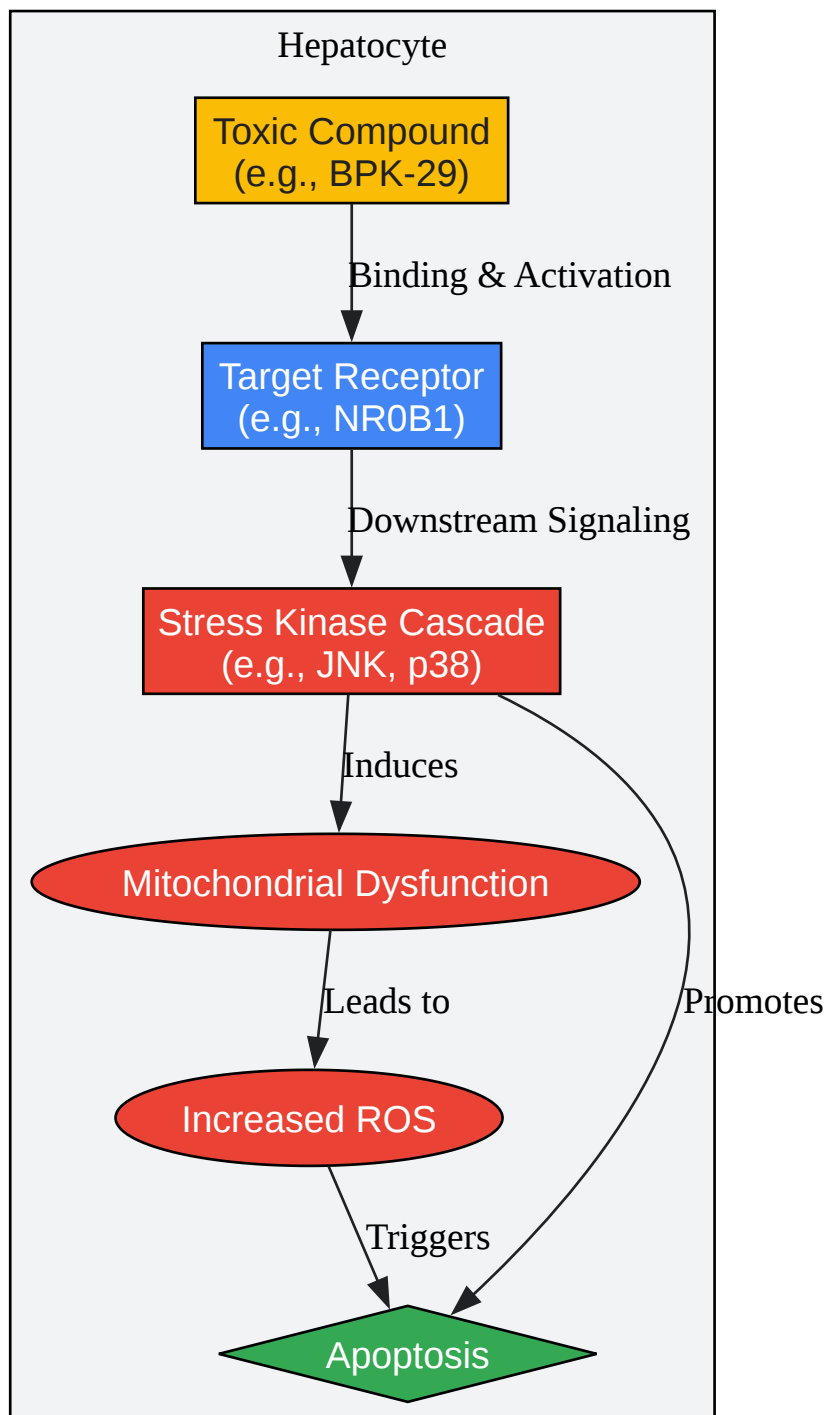 Hepatocyte
Toxic Compound
(e.g., BPK-29)
Binding & Activation
Target Receptor
(e.g., NR0B1)
Downstream Signaling
Stress Kinase Cascade
(e.g., JNK, p38)
Induces
Mitochondrial Dysfunction
Leads to
Promotes
Increased ROS
Triggers
Apoptosis